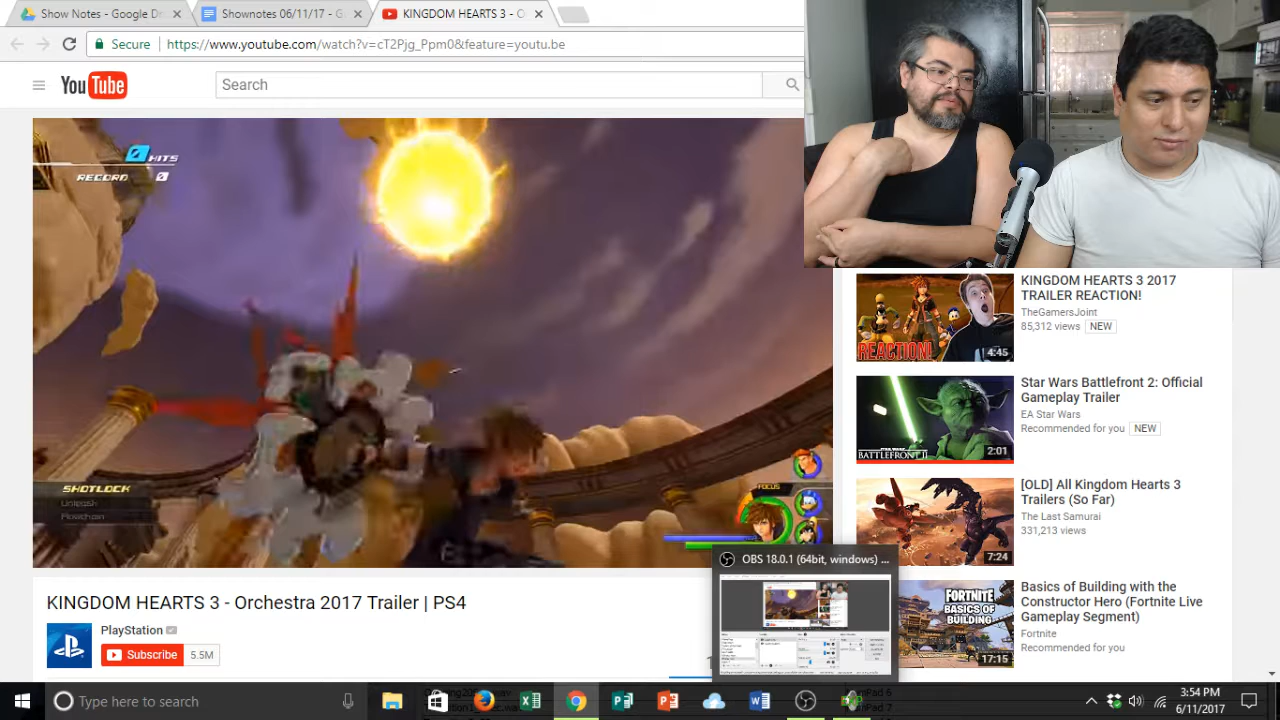 Show Notes - Google Dr
Shownotes 06/11/17 - G
KINGDOM HEARTS 3 - O
Secure
https://www.youtube.com/watch?v=cT2Pjg_Ppm0&feature=youtu.be
YouTube
Search
0 HITS
RECORD 0
SHOTLOCK
Unleash
Flowchain
FOCUS
KINGDOM HEARTS 3 - Orchestra 2017 Trailer | PS4
PlayStation
Subscribe 5.5M
REACTION!
4:45
KINGDOM HEARTS 3 2017
TRAILER REACTION!
TheGamersJoint
85,312 views NEW
BATTLEFRONT II
2:01
Star Wars Battlefront 2: Official
Gameplay Trailer
EA Star Wars
Recommended for you NEW
7:24
[OLD] All Kingdom Hearts 3
Trailers (So Far)
The Last Samurai
331,213 views
FORTNITE
BASICS OF
BUILDING
17:15
Basics of Building with the
Constructor Hero (Fortnite Live
Gameplay Segment)
Fortnite
Recommended for you
OBS 18.0.1 (64bit, windows) ...
Type here to search
3:54 PM
6/11/2017